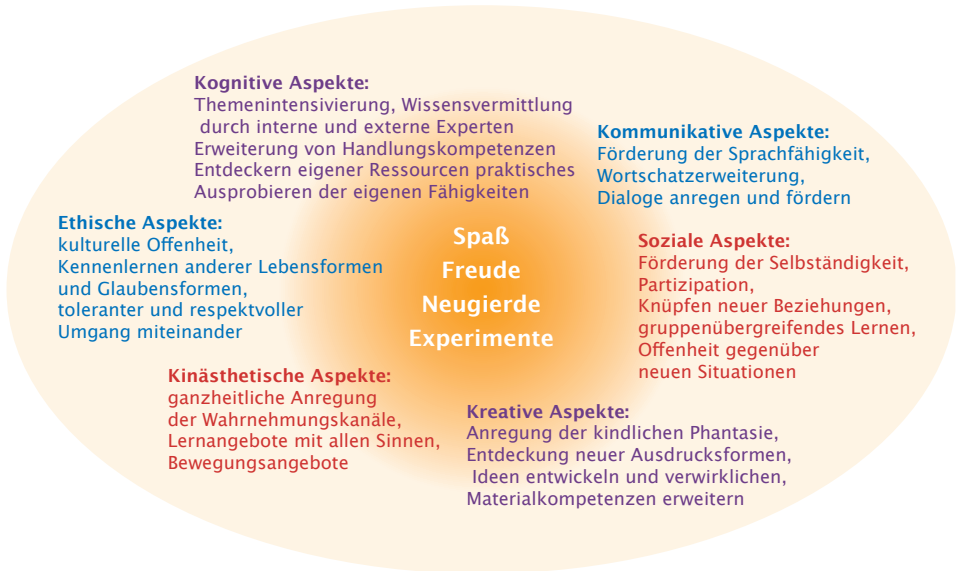 Kognitive Aspekte:
Themenintensivierung, Wissensvermittlung
durch interne und externe Experten
Erweiterung von Handlungskompetenzen
Entdeckern eigener Ressourcen praktisches
Ausprobieren der eigenen Fähigkeiten
Kommunikative Aspekte:
Förderung der Sprachfähigkeit,
Wortschatzerweiterung,
Dialoge anregen und fördern
Ethische Aspekte:
kulturelle Offenheit,
Kennenlernen anderer Lebensformen
und Glaubensformen,
toleranter und respektvoller
Umgang miteinander
Spaß
Freude
Neugierde
Experimente
Soziale Aspekte:
Förderung der Selbständigkeit,
Partizipation,
Knüpfen neuer Beziehungen,
gruppenübergreifendes Lernen,
Offenheit gegenüber
neuen Situationen
Kinästhetische Aspekte:
ganzheitliche Anregung
der Wahrnehmungskanäle,
Lernangebote mit allen Sinnen,
Bewegungsangebote
Kreative Aspekte:
Anregung der kindlichen Phantasie,
Entdeckung neuer Ausdrucksformen,
Ideen entwickeln und verwirklichen,
Materialkompetenzen erweitern